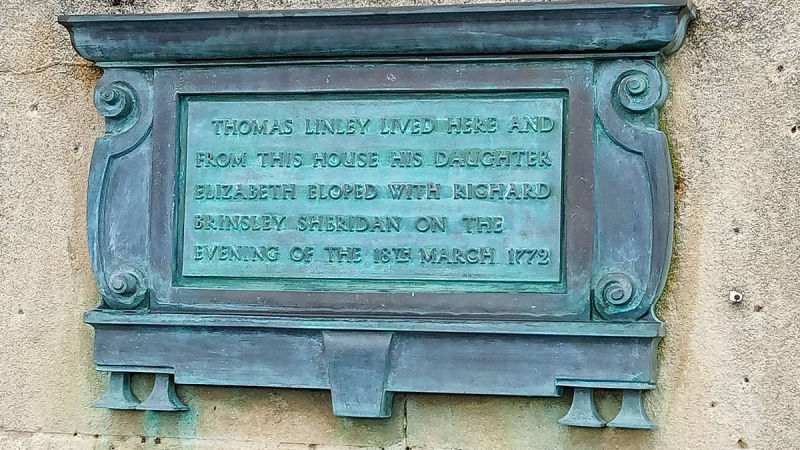 THOMAS LINLEY LIVED HERE AND
FROM THIS HOUSE HIS DAUGHTER
ELIZABETH ELOPED WITH RICHARD
BRINSLEY SHERIDAN ON THE
EVENING OF THE 18TH MARCH 1772